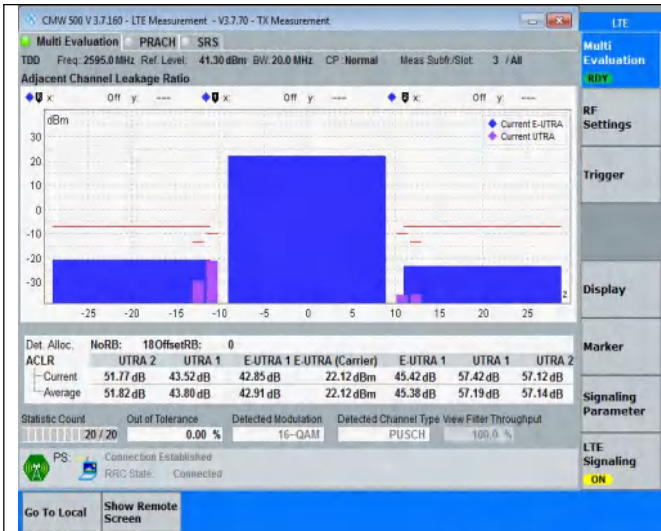 CMW 500 V 3.7.160 - LTE Measurement - V3.7.70 - TX Measurement
LTE
Multi Evaluation PRACH SRS
Multi Evaluation
RDY
TDD Freq.: 2595.0 MHz Ref. Level: 41.30 dBm BW: 20.0 MHz CP: Normal Meas Subfr./Slot: 3 / All
Adjacent Channel Leakage Ratio
x: Off y: --- x: Off y: --- x: Off y: ---
dBm
Current E-UTRA
Current UTRA
30
20
10
0
-10
-20
-30
-25 -20 -15 -10 -5 0 5 10 15 20 25
RF Settings
Trigger
Display
Marker
Signaling Parameter
LTE Signaling
ON
Det. Alloc. NoRB: 18 OffsetRB: 0
ACLR UTRA 2 UTRA 1 E-UTRA 1 E-UTRA (Carrier) E-UTRA 1 UTRA 1 UTRA 2
Current 51.77 dB 43.52 dB 42.85 dB 22.12 dBm 45.42 dB 57.42 dB 57.12 dB
Average 51.82 dB 43.80 dB 42.91 dB 22.12 dBm 45.38 dB 57.19 dB 57.14 dB
Statistic Count Out of Tolerance Detected Modulation Detected Channel Type View Filter Throughput
20 / 20 0.00 % 16-QAM PUSCH 100.0 %
PS: Connection Established
RRC State: Connected
Go To Local
Show Remote Screen